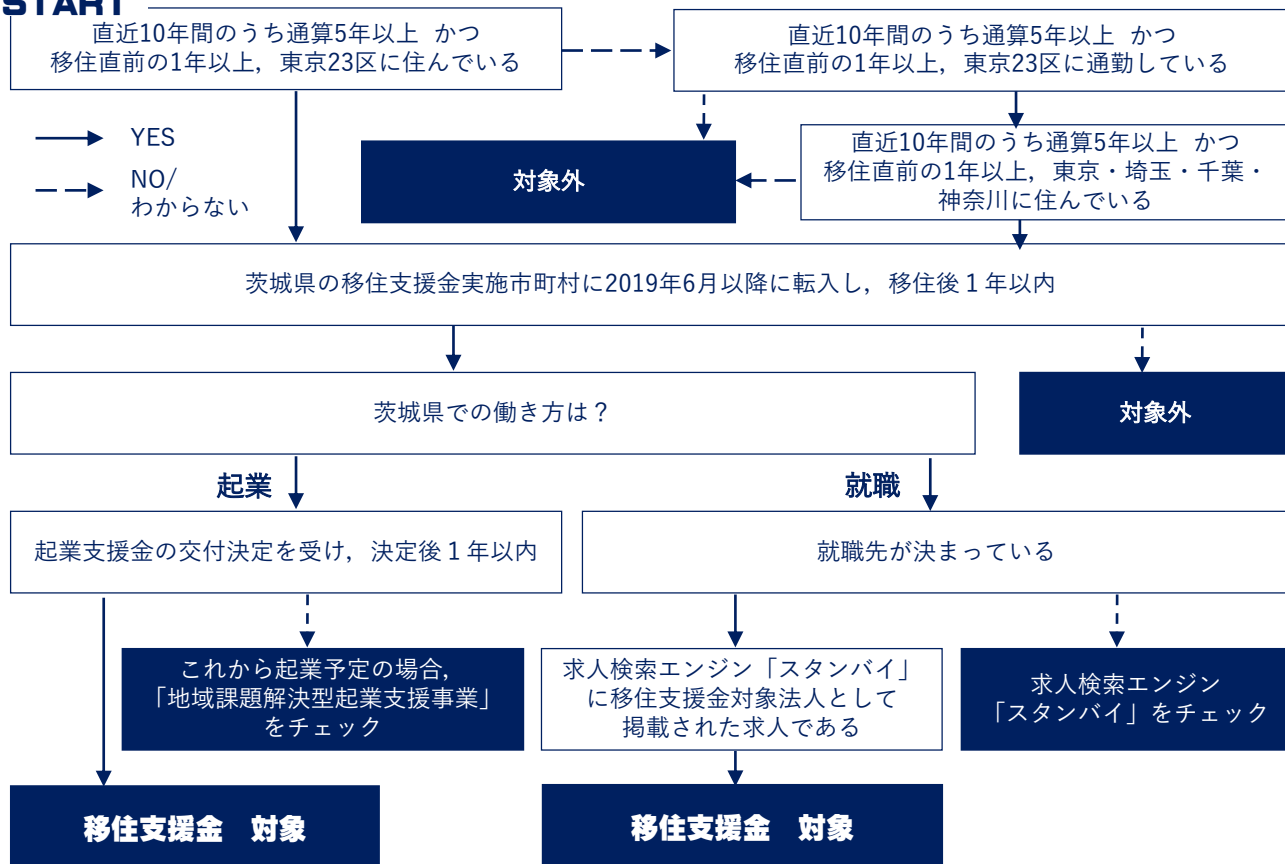 START
直近10年間のうち通算5年以上 かつ
移住直前の1年以上，東京23区に住んでいる
直近10年間のうち通算5年以上 かつ
移住直前の1年以上，東京23区に通勤している
YES
NO/
わからない
対象外
直近10年間のうち通算5年以上 かつ
移住直前の1年以上，東京・埼玉・千葉・
神奈川に住んでいる
茨城県の移住支援金実施市町村に2019年6月以降に転入し，移住後１年以内
茨城県での働き方は？
対象外
起業
就職
起業支援金の交付決定を受け，決定後１年以内
就職先が決まっている
これから起業予定の場合，
「地域課題解決型起業支援事業」
をチェック
求人検索エンジン「スタンバイ」
に移住支援金対象法人として
掲載された求人である
求人検索エンジン
「スタンバイ」をチェック
移住支援金　対象
移住支援金　対象